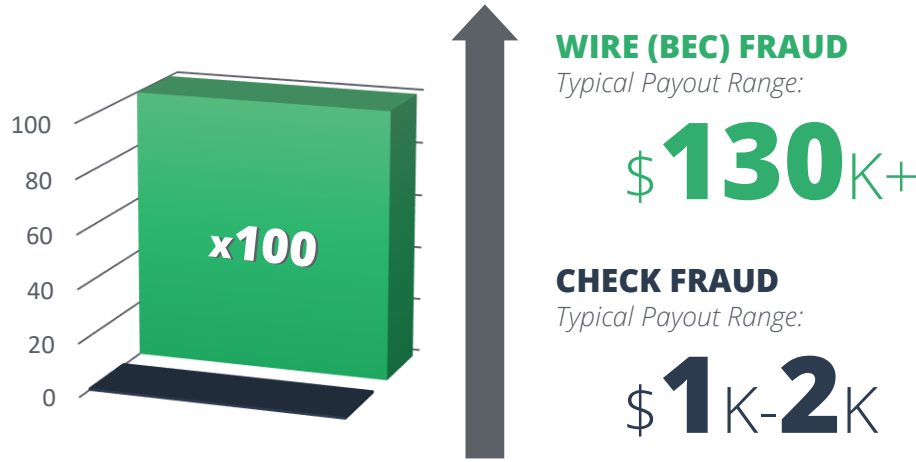 100
80
60
40
20
0
x100
WIRE (BEC) FRAUD
Typical Payout Range:
$130K+
CHECK FRAUD
Typical Payout Range:
$1K-2K